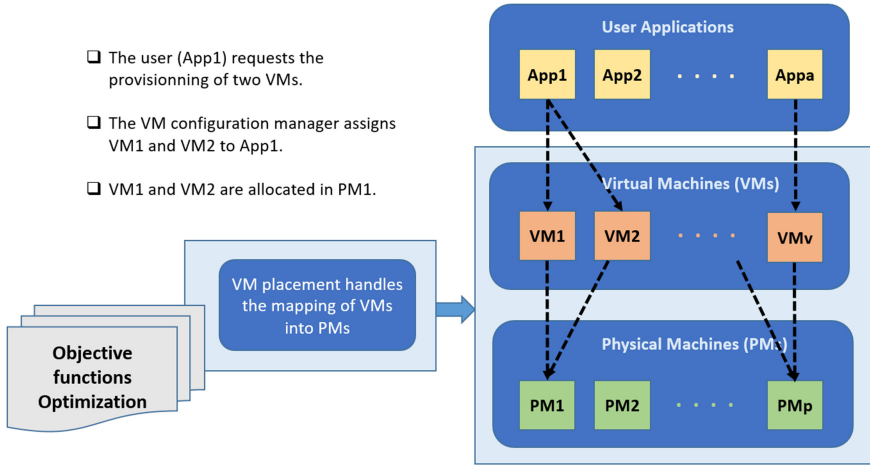 ❑ The user (App1) requests the
provisionning of two VMs.
❑ The VM configuration manager assigns
VM1 and VM2 to App1.
❑ VM1 and VM2 are allocated in PM1.
VM placement handles
the mapping of VMs
into PMs
Objective
functions
Optimization
User Applications
App1 App2 . . . . Appa
Virtual Machines (VMs)
VM1 VM2 . . . . VMv
Physical Machines (PMs)
PM1 PM2 . . . . PMp